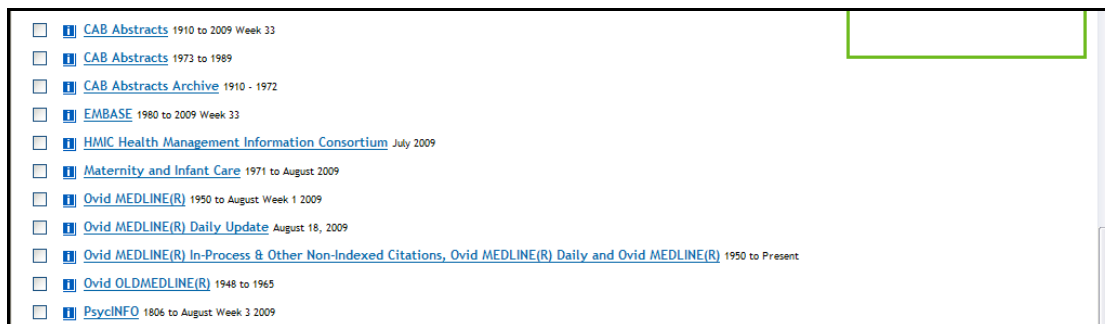 CAB Abstracts 1910 to 2009 Week 33
CAB Abstracts 1973 to 1989
CAB Abstracts Archive 1910 - 1972
EMBASE 1980 to 2009 Week 33
HMIC Health Management Information Consortium July 2009
Maternity and Infant Care 1971 to August 2009
Ovid MEDLINE(R) 1950 to August Week 1 2009
Ovid MEDLINE(R) Daily Update August 18, 2009
Ovid MEDLINE(R) In-Process & Other Non-Indexed Citations, Ovid MEDLINE(R) Daily and Ovid MEDLINE(R) 1950 to Present
Ovid OLDMEDLINE(R) 1948 to 1965
PsycINFO 1806 to August Week 3 2009